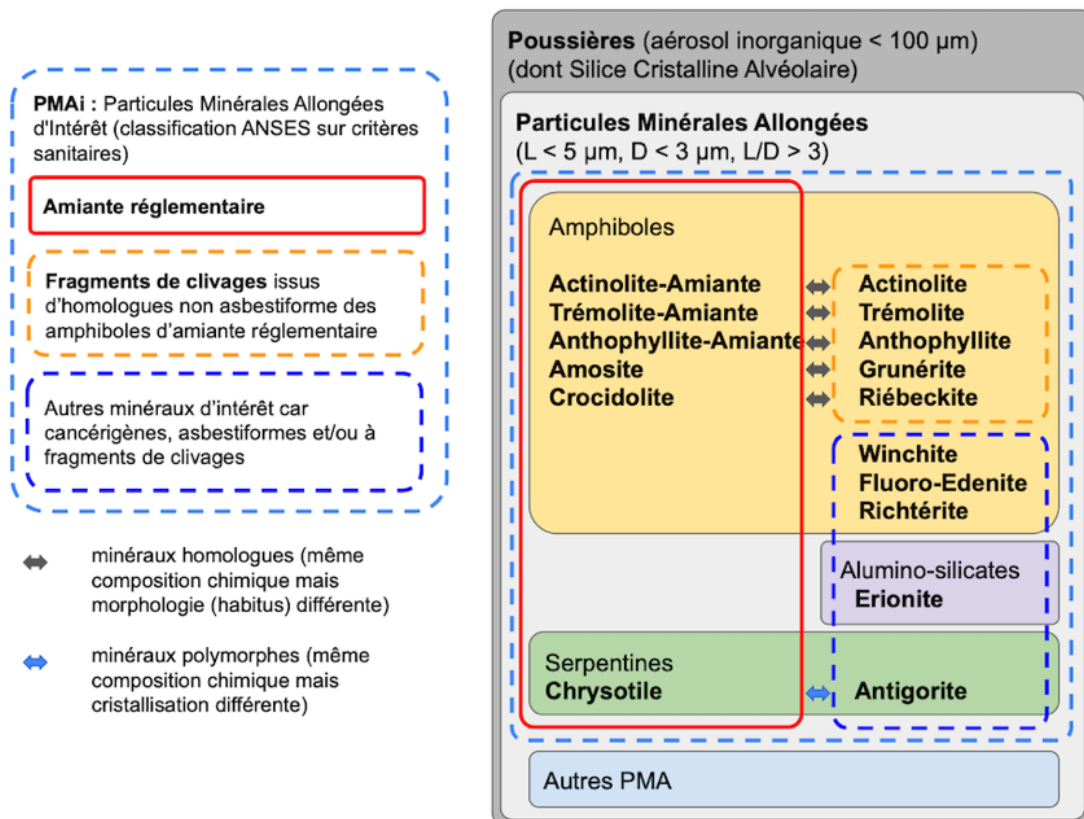 PMAi : Particules Minérales Allongées
d'Intérêt (classification ANSES sur critères
sanitaires)
Amiante réglementaire
Fragments de clivages issus
d'homologues non asbestiforme des
amphiboles d'amiante réglementaire
Autres minéraux d'intérêt car
cancérigènes, asbestiformes et/ou à
fragments de clivages
minéraux homologues (même
composition chimique mais
morphologie (habitus) différente)
minéraux polymorphes (même
composition chimique mais
cristallisation différente)
Poussières (aérosol inorganique < 100 µm)
(dont Silice Cristalline Alvéolaire)
Particules Minérales Allongées
(L < 5 µm, D < 3 µm, L/D > 3)
Amphiboles
Actinolite-Amiante
Trémolite-Amiante
Anthophyllite-Amiante
Amosite
Crocidolite
Actinolite
Trémolite
Anthophyllite
Grunérite
Riébeckite
Winchite
Fluoro-Edenite
Richtérite
Alumino-silicates
Erionite
Serpentines
Chrysotile
Antigorite
Autres PMA